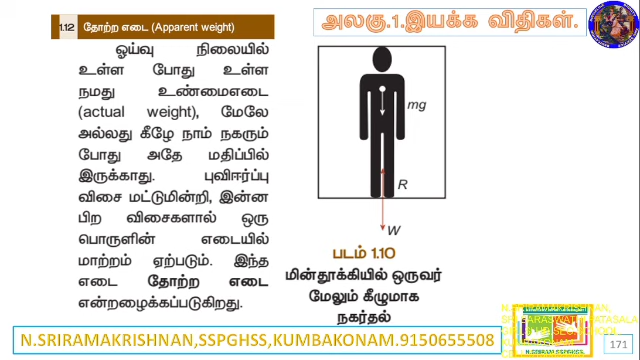 அலகு.1.இயக்க விதிகள்.
1.12 தோற்ற எடை (Apparent weight)
ஓய்வு நிலையில்
உள்ள போது உள்ள
நமது உண்மைஎடை
(actual weight), மேலே
அல்லது கீழே நாம் நகரும்
போது அதே மதிப்பில்
இருக்காது. புவிஈர்ப்பு
விசை மட்டுமின்றி, இன்ன
பிற விசைகளால் ஒரு
பொருளின் எடையில்
மாற்றம் ஏற்படும். இந்த
எடை தோற்ற எடை
என்றழைக்கப்படுகிறது.
mg
R
W
படம் 1.10
மின்தூக்கியில் ஒருவர்
மேலும் கீழுமாக
நகர்தல்
N.SRIRAMAKRISHNAN,SSPGHSS,KUMBAKONAM.9150655508
171